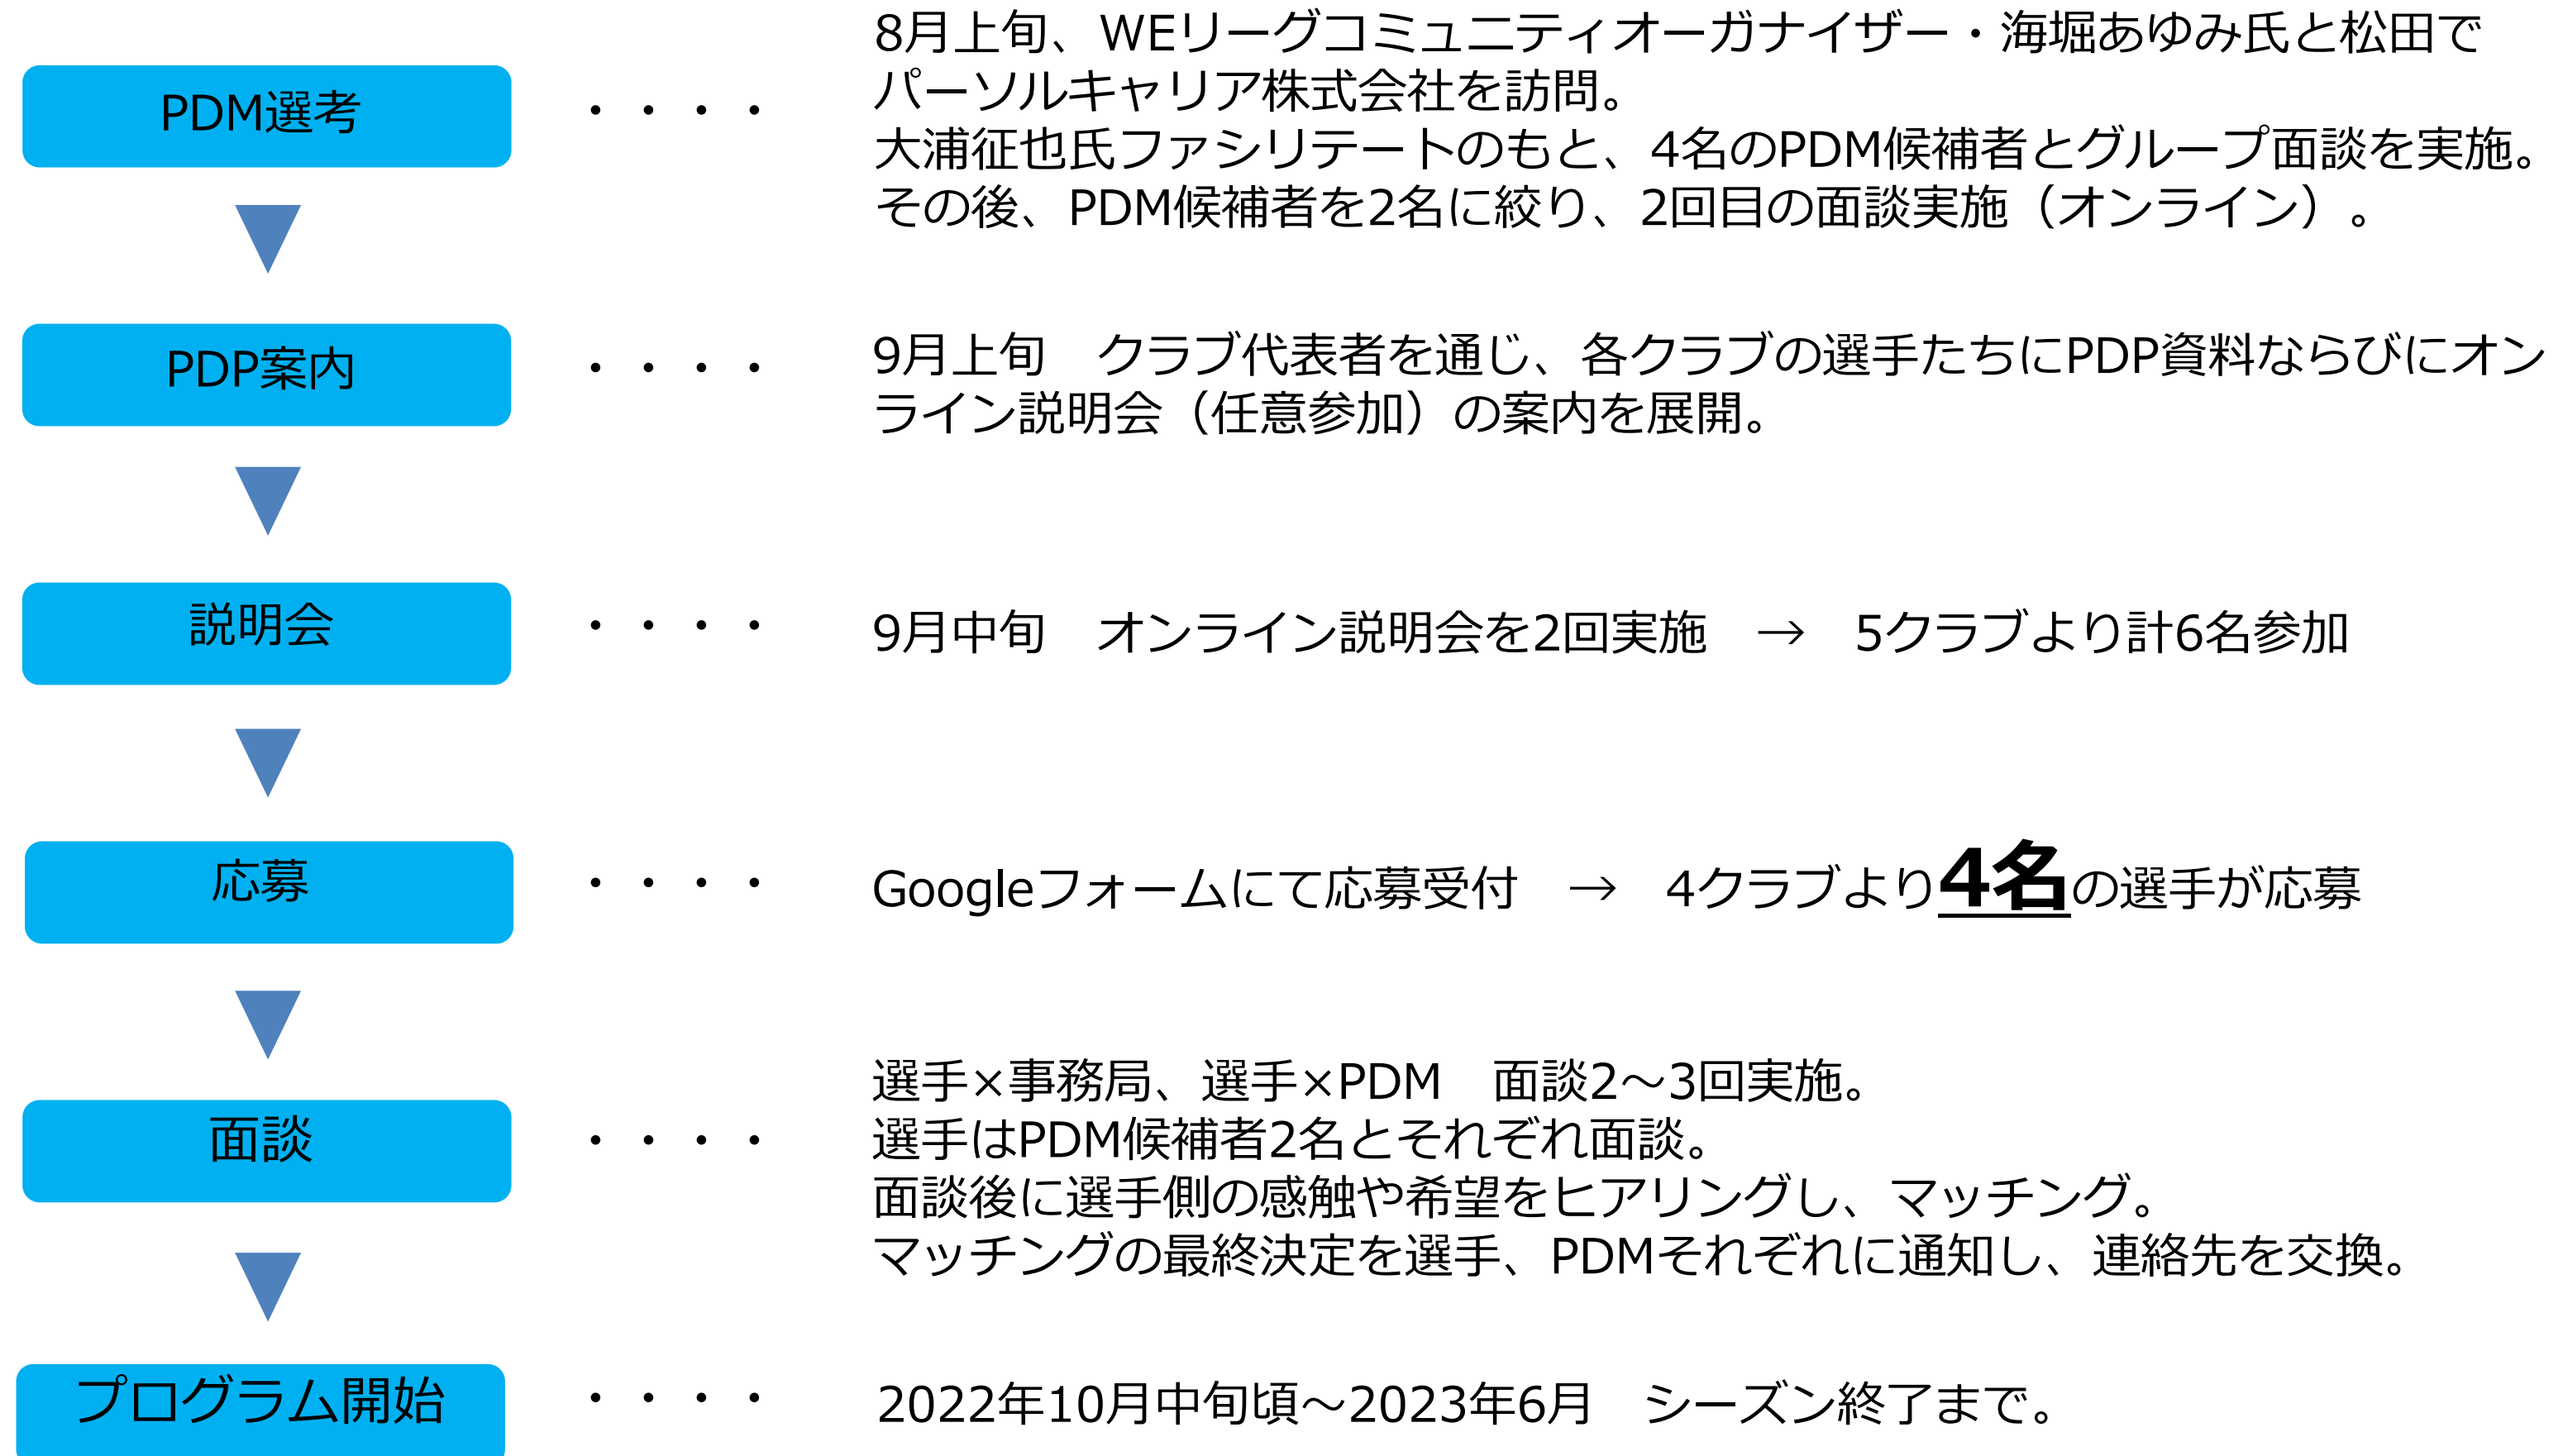 PDM選考
・・・・
8月上旬、WEリーグコミュニティオーガナイザー・海堀あゆみ氏と松田で
パーソルキャリア株式会社を訪問。
大浦征也氏ファシリテートのもと、4名のPDM候補者とグループ面談を実施。
その後、PDM候補者を2名に絞り、2回目の面談実施（オンライン）。
PDP案内
・・・・
9月上旬　クラブ代表者を通じ、各クラブの選手たちにPDP資料ならびにオン
ライン説明会（任意参加）の案内を展開。
説明会
・・・・
9月中旬　オンライン説明会を2回実施　→　5クラブより計6名参加
応募
・・・・
Googleフォームにて応募受付　→　4クラブより4名の選手が応募
面談
・・・・
選手×事務局、選手×PDM　面談2～3回実施。
選手はPDM候補者2名とそれぞれ面談。
面談後に選手側の感触や希望をヒアリングし、マッチング。
マッチングの最終決定を選手、PDMそれぞれに通知し、連絡先を交換。
プログラム開始
・・・・
2022年10月中旬頃～2023年6月　シーズン終了まで。